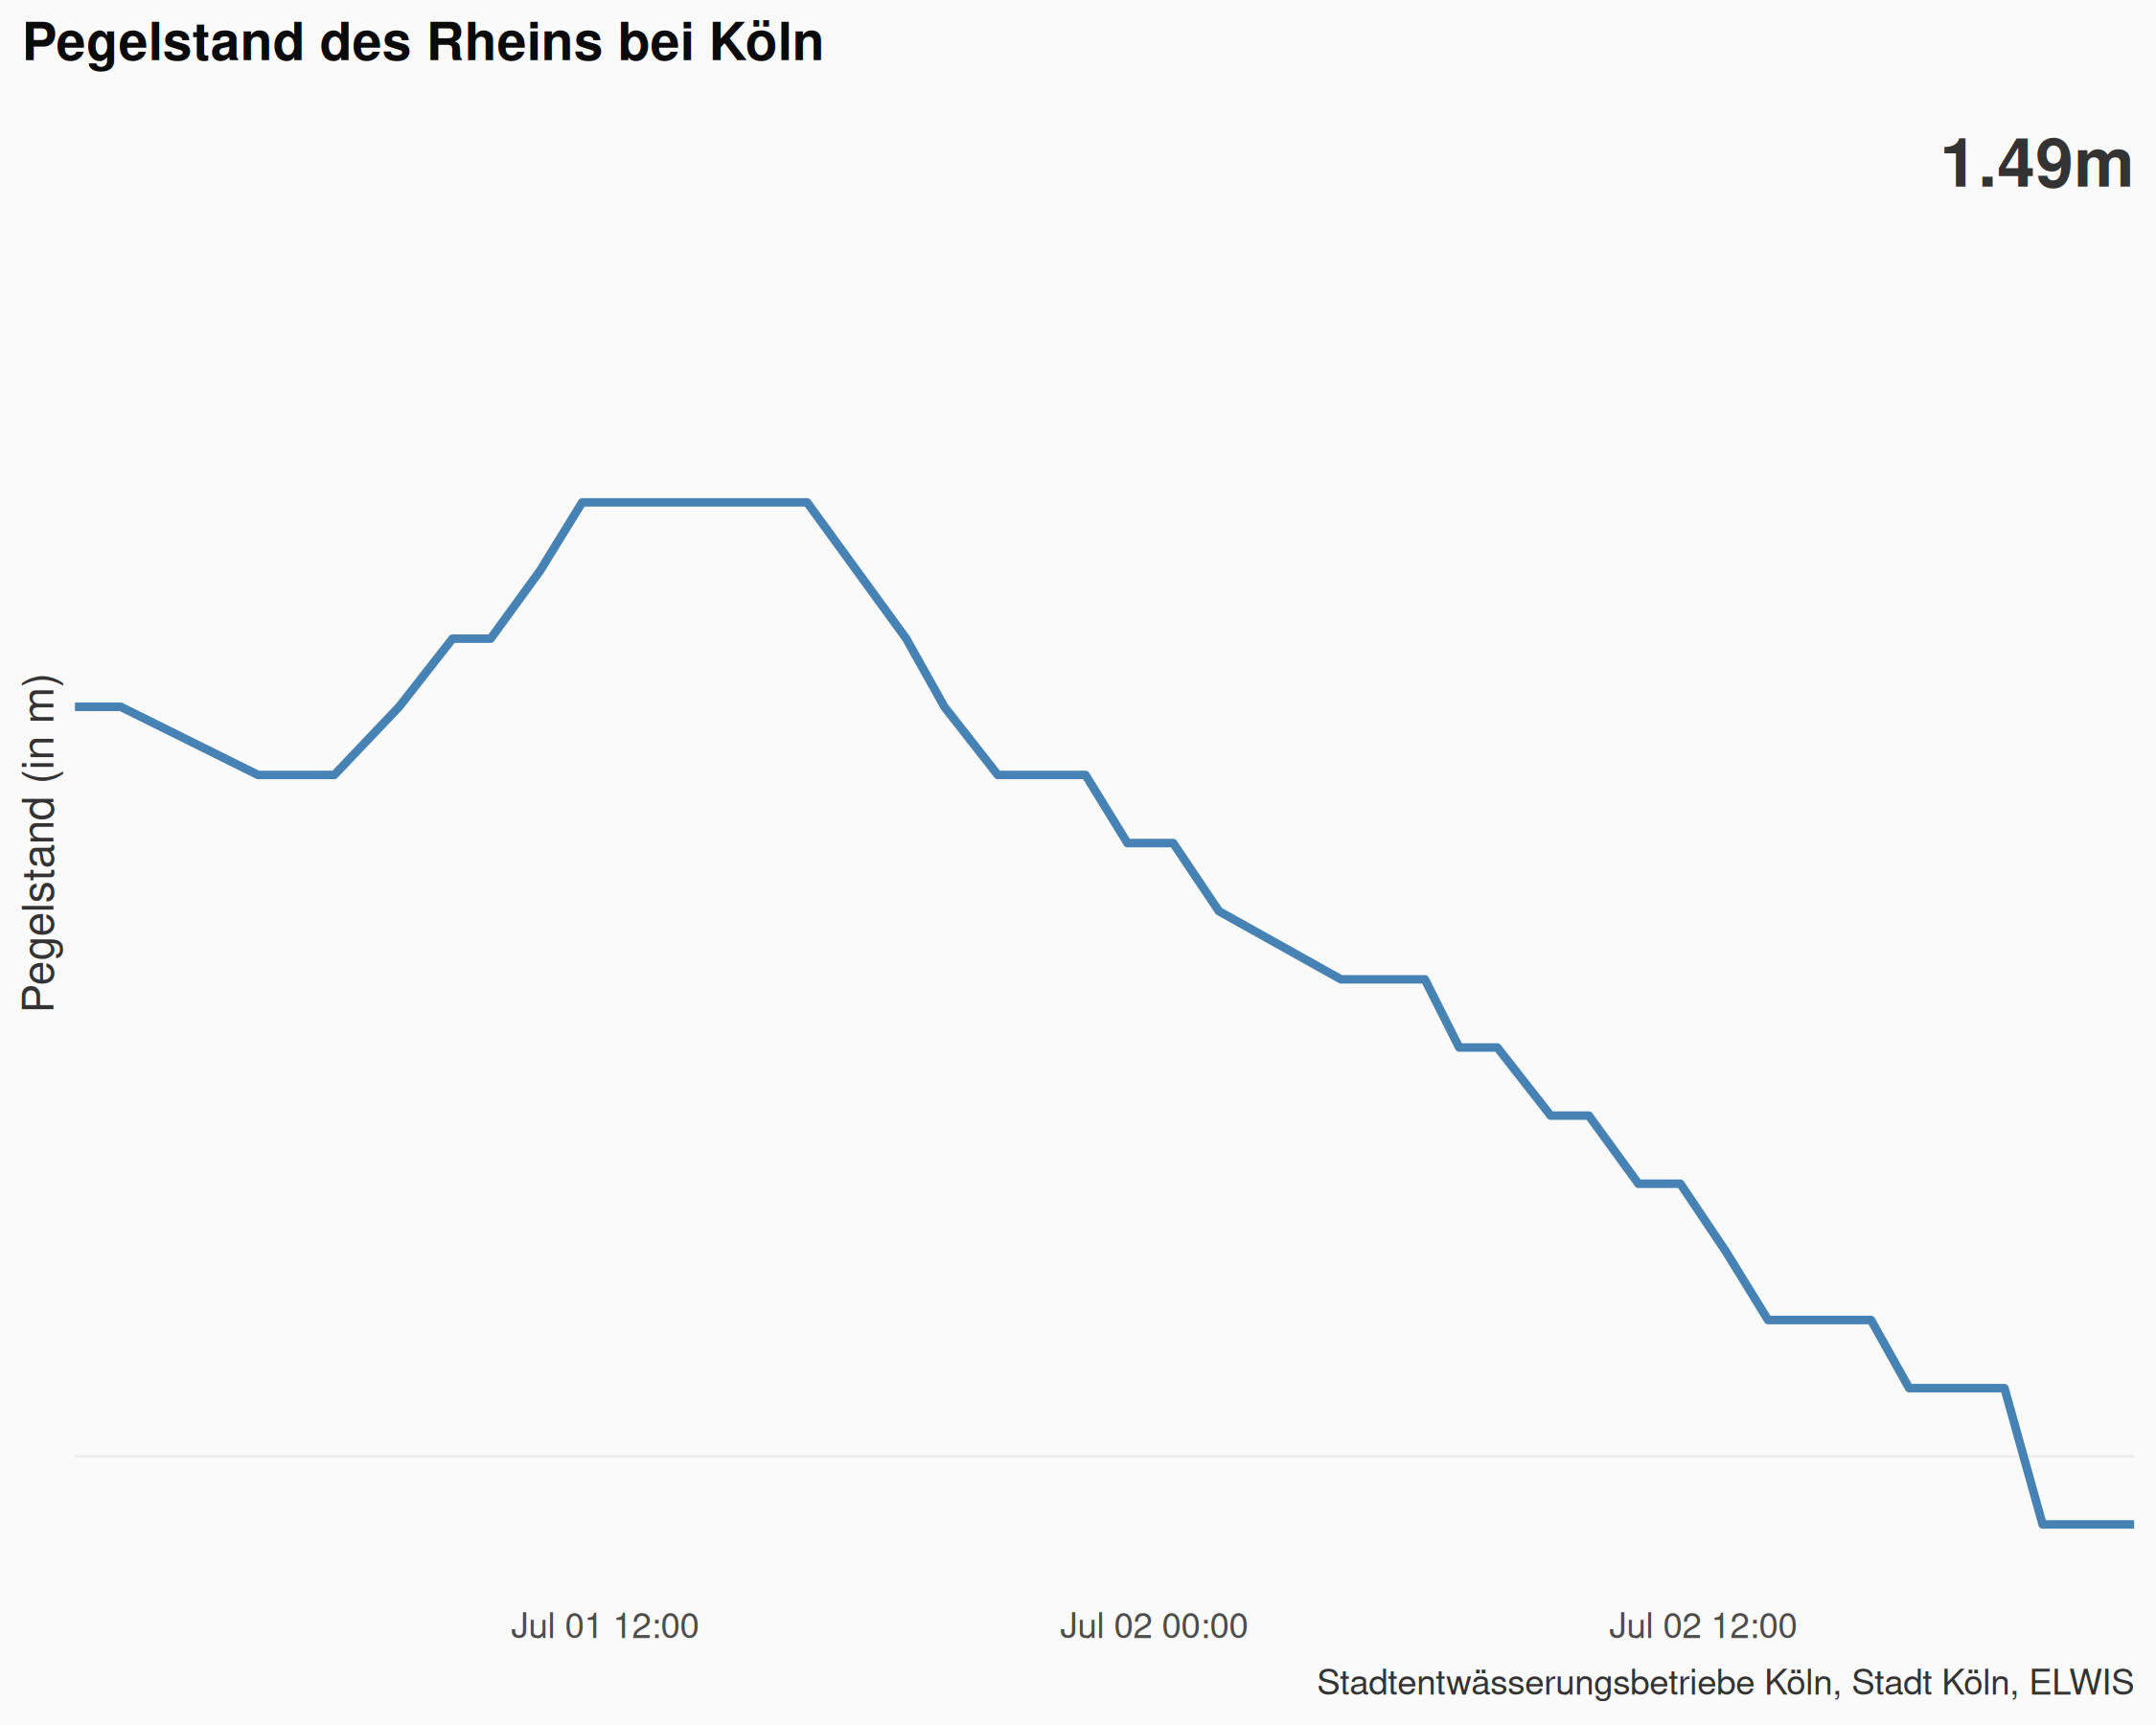 Pegelstand des Rheins bei Köln
1.49m
Pegelstand (in m)
Jul 01 12:00
Jul 02 00:00
Jul 02 12:00
Stadtentwässerungsbetriebe Köln, Stadt Köln, ELWIS